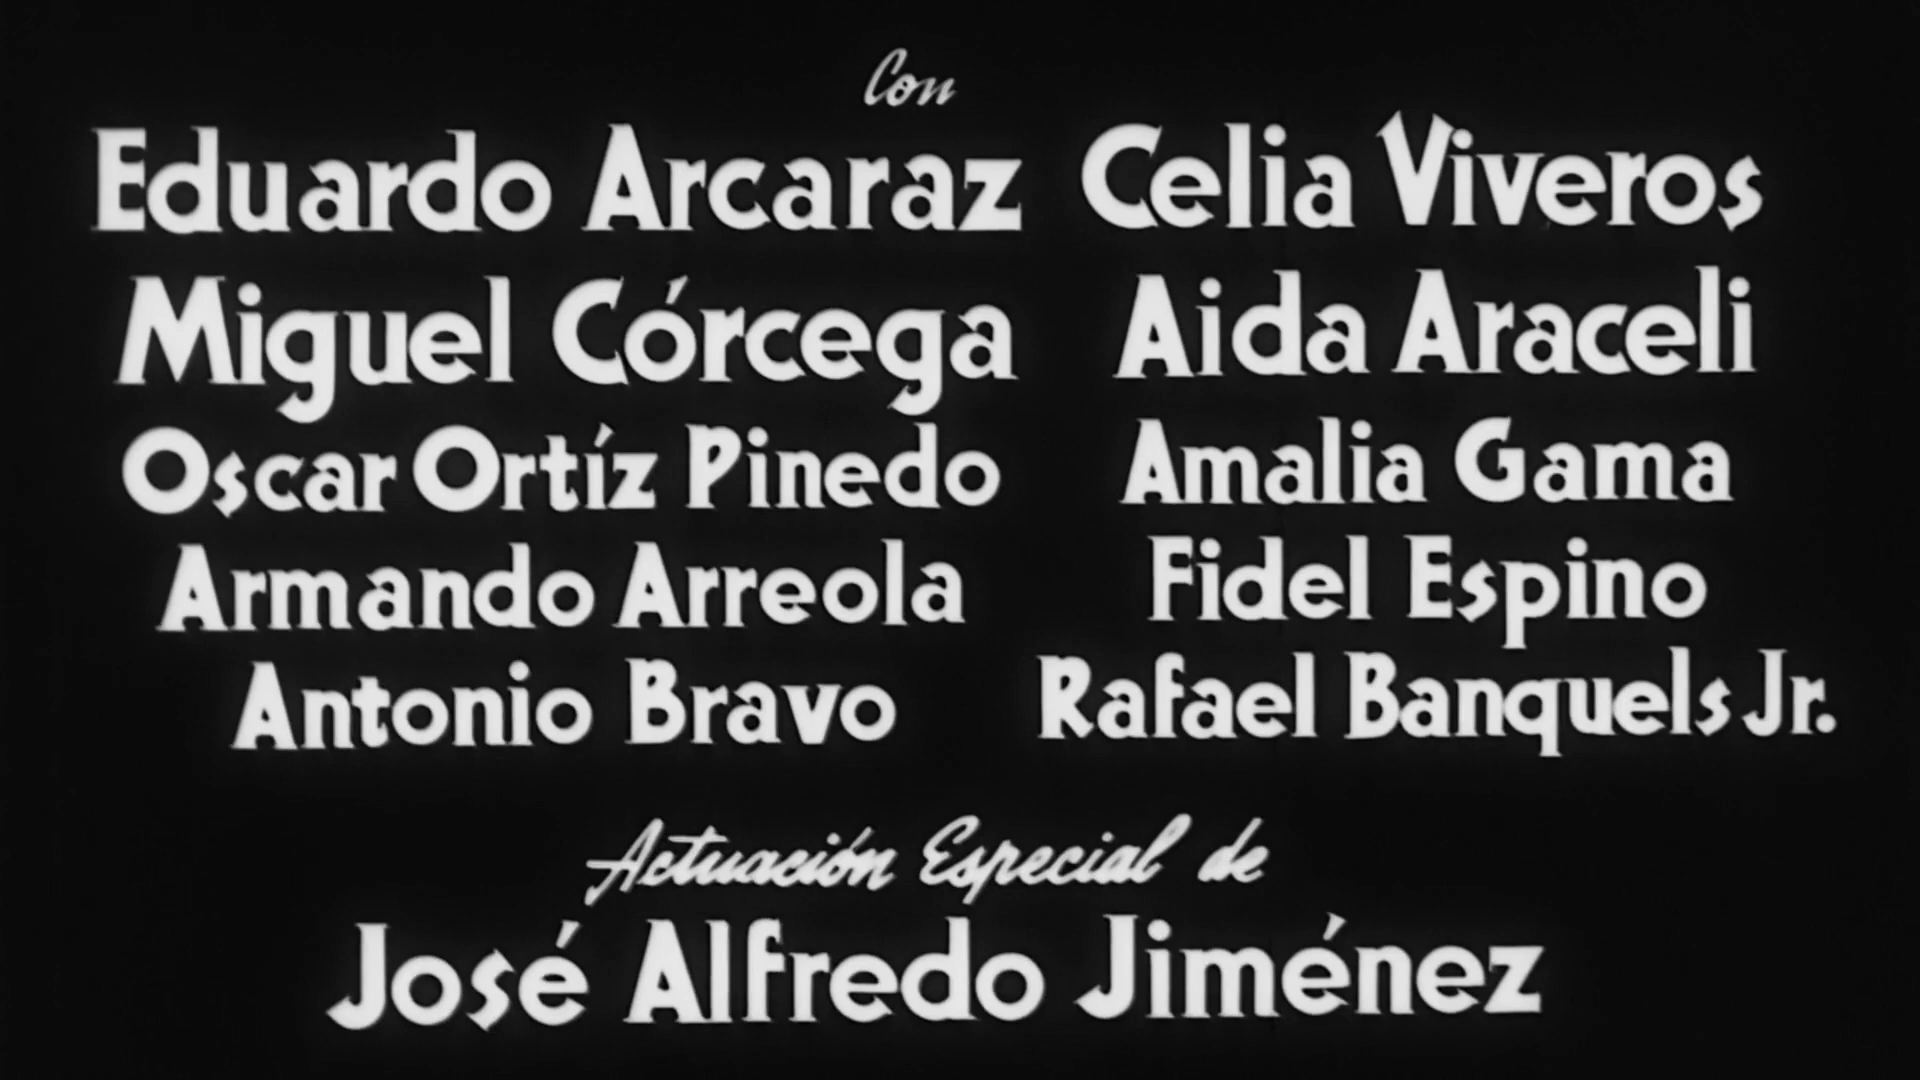 Con
Eduardo Arcaraz Celia Viveros
Miguel Córcega Aida Araceli
Oscar Ortíz Pinedo Amalia Gama
Armando Arreola Fidel Espino
Antonio Bravo Rafael Banquels Jr.
Actuación Especial de
José Alfredo Jiménez